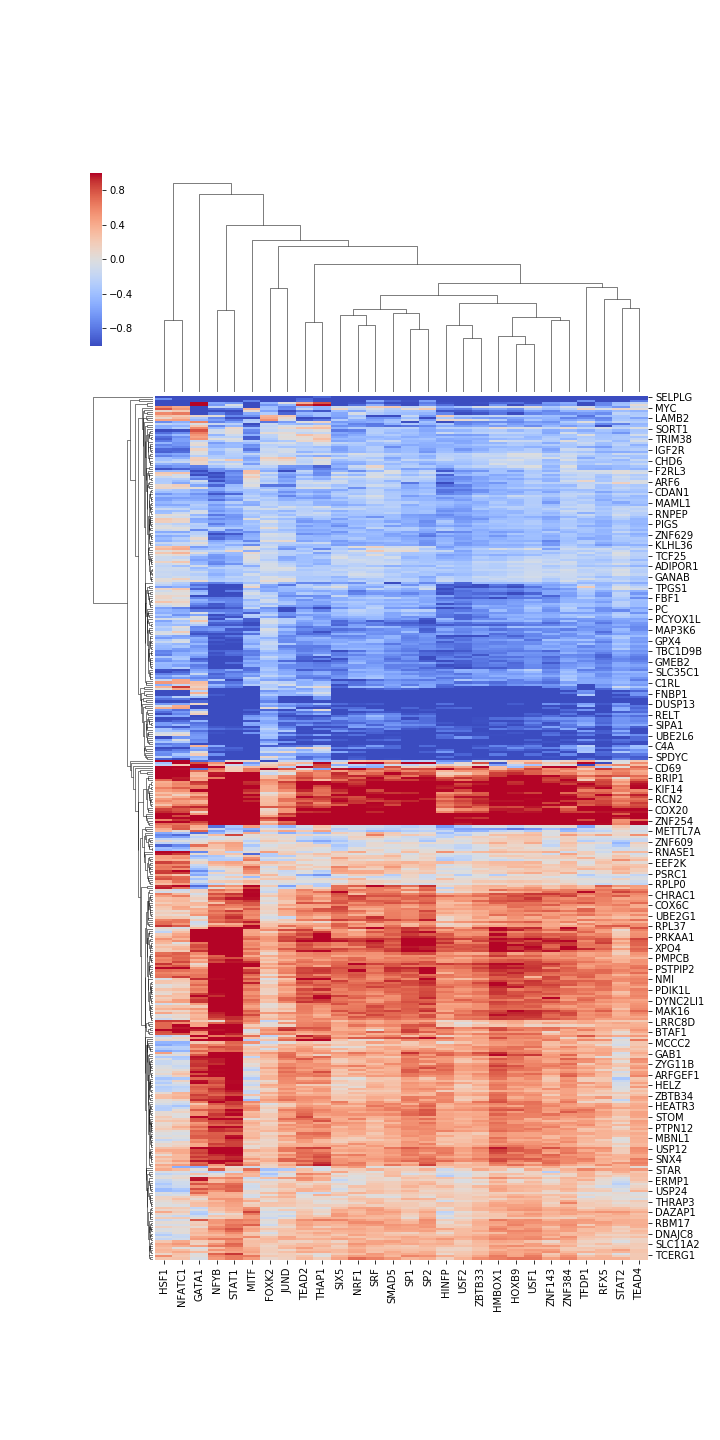 0.8
0.4
0.0
−0.4
−0.8
SELPLG
MYC
LAMB2
SORT1
TRIM38
IGF2R
CHD6
F2RL3
ARF6
CDAN1
MAML1
RNPEP
PIGS
ZNF629
KLHL36
TCF25
ADIPOR1
GANAB
TPGS1
FBF1
PC
PCYOX1L
MAP3K6
GPX4
TBC1D9B
GMEB2
SLC35C1
C1RL
FNBP1
DUSP13
RELT
SIPA1
UBE2L6
C4A
SPDYC
CD69
BRIP1
KIF14
RCN2
COX20
ZNF254
METTL7A
ZNF609
RNASE1
EEF2K
PSRC1
RPLP0
CHRAC1
COX6C
UBE2G1
RPL37
PRKAA1
XPO4
PMPCB
PSTPIP2
NMI
PDIK1L
DYNC2LI1
MAK16
LRRC8D
BTAF1
MCCC2
GAB1
ZYG11B
ARFGEF1
HELZ
ZBTB34
HEATR3
STOM
PTPN12
MBNL1
USP12
SNX4
STAR
ERMP1
USP24
THRAP3
DAZAP1
RBM17
DNAJC8
SLC11A2
TCERG1
HSF1
NFATC1
GATA1
NFYB
STAT1
MITF
FOXK2
JUND
TEAD2
THAP1
SIX5
NRF1
SRF
SMAD5
SP1
SP2
HINFP
USF2
ZBTB33
HMBOX1
HOXB9
USF1
ZNF143
ZNF384
TFDP1
RFX5
STAT2
TEAD4